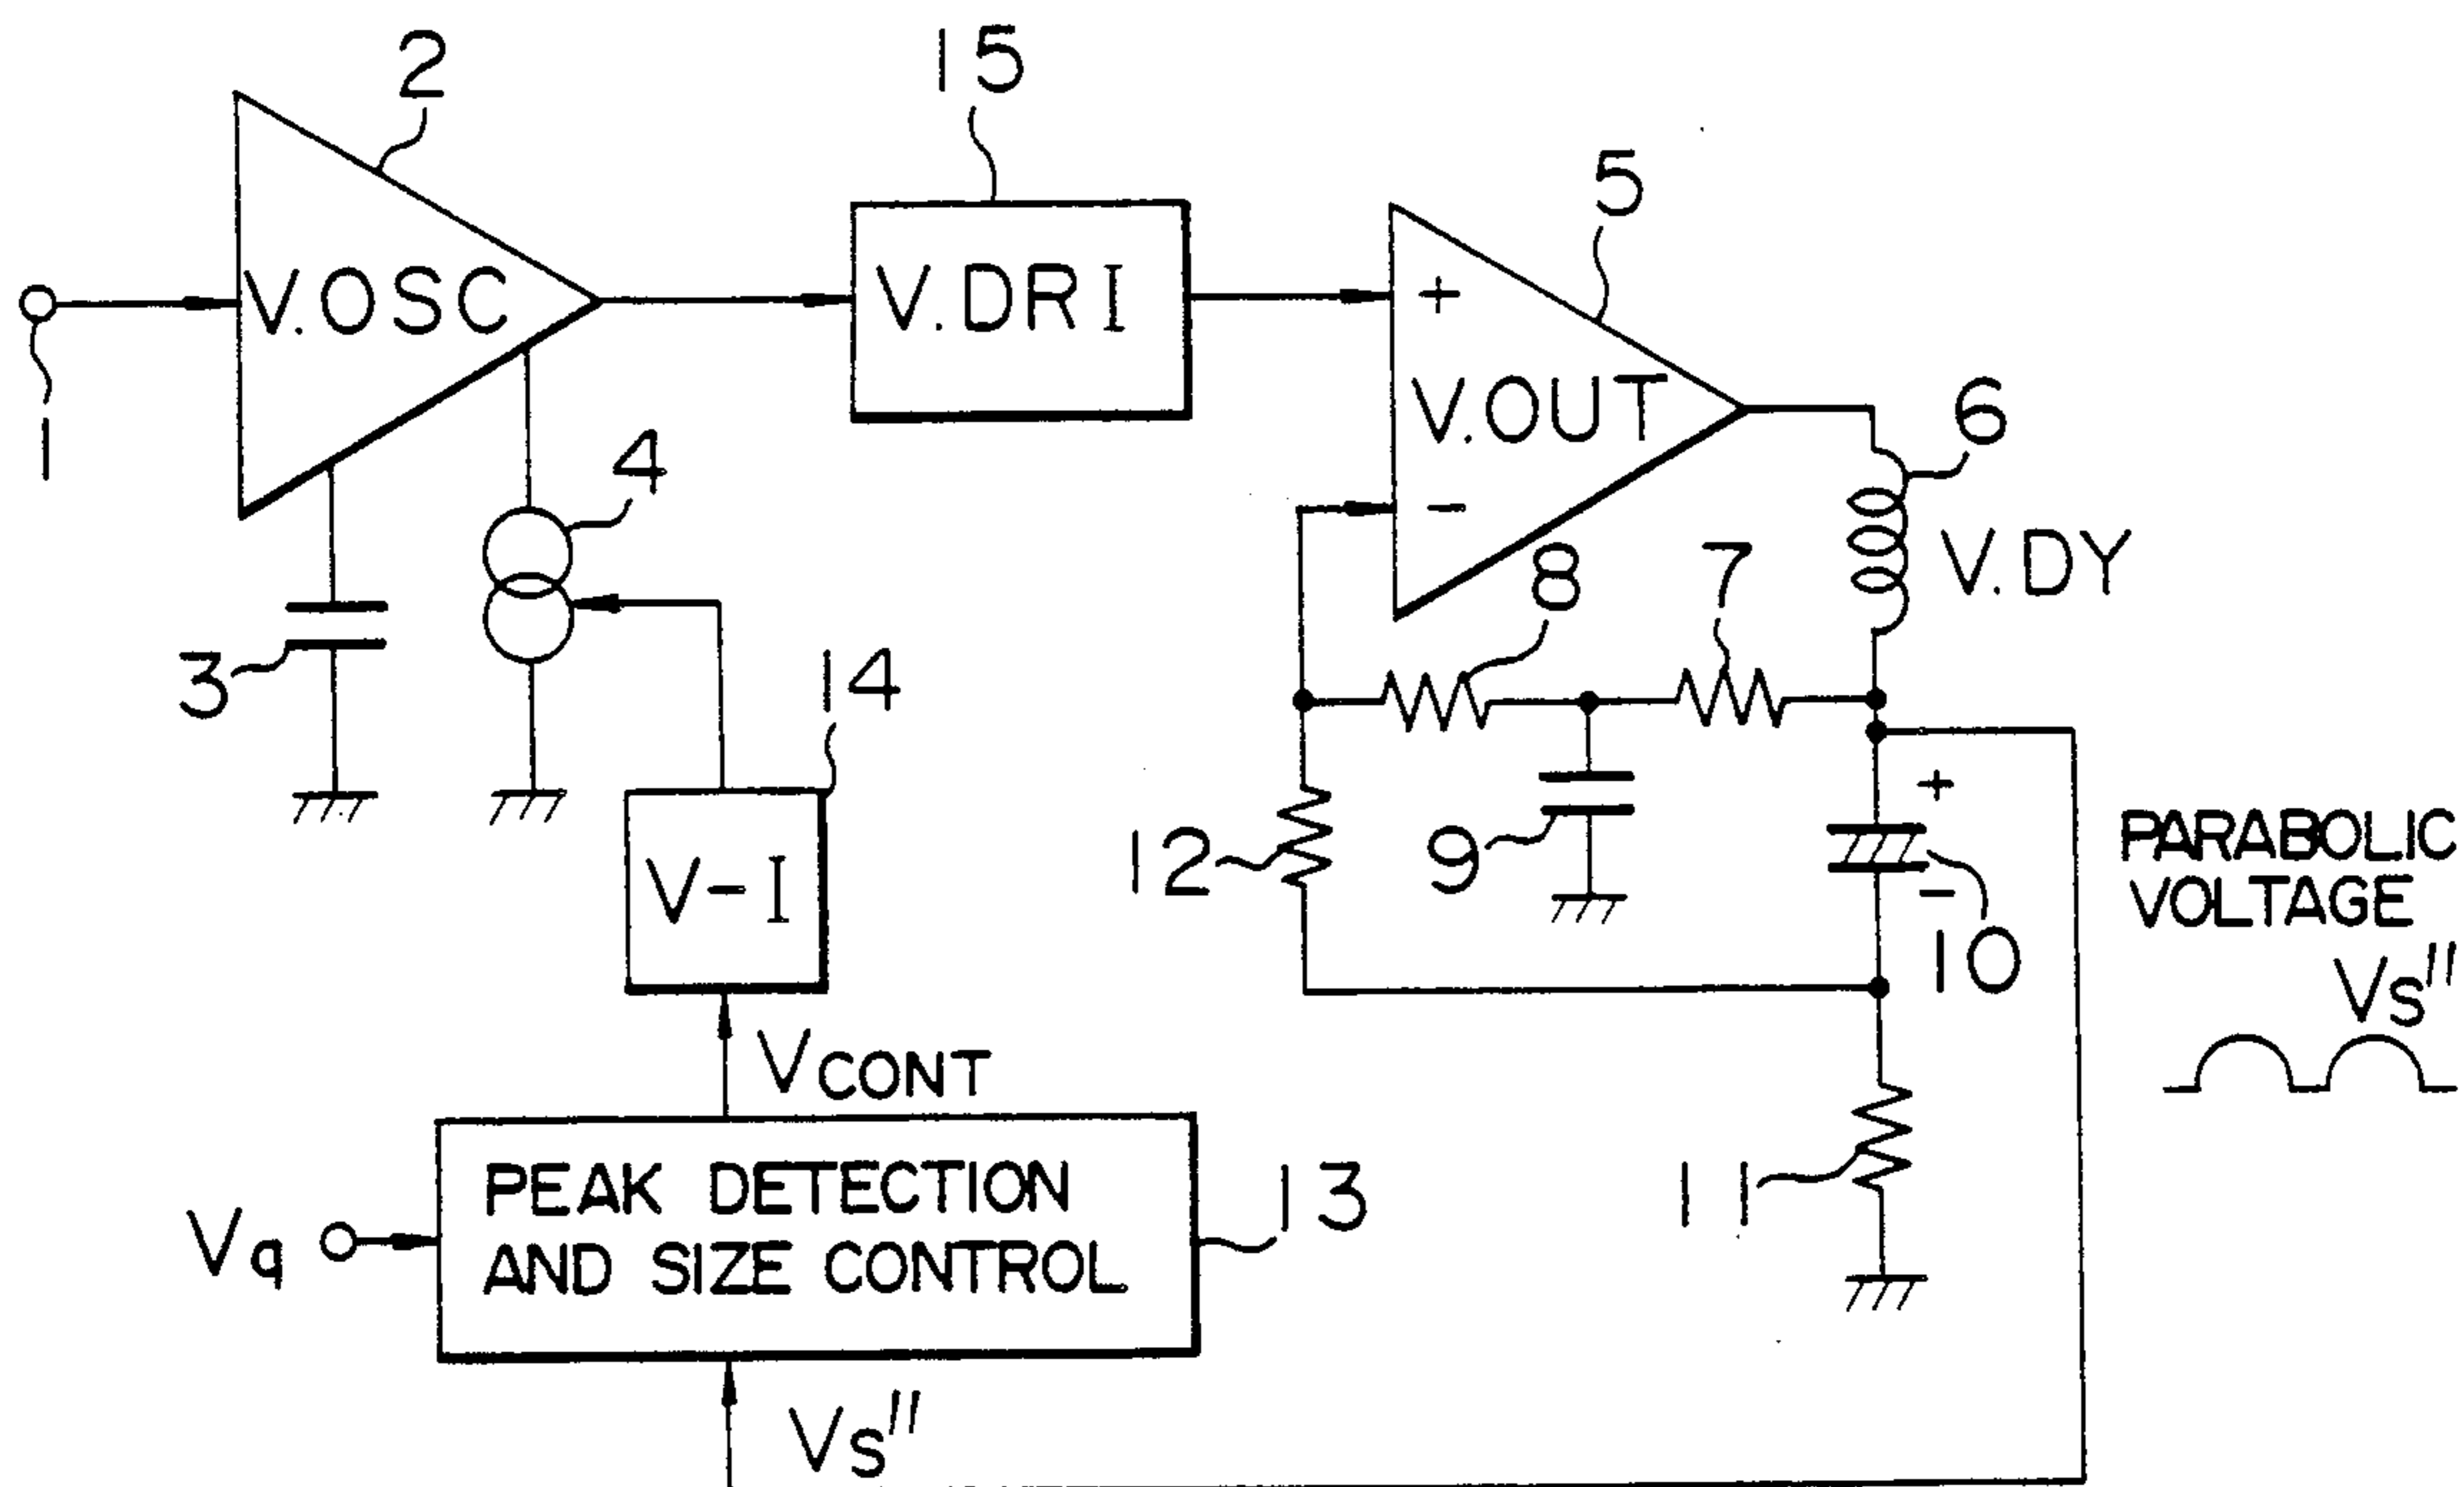 2
15
5
V.OSC
V.DRI
+
V.OUT
6
1
4
-
8
7
V.DY
3
14
+
12
9
PARABOLIC
VOLTAGE
V-I
-
10
Vs"
VCONT
PEAK DETECTION
AND SIZE CONTROL
13
11
Vq
Vs"